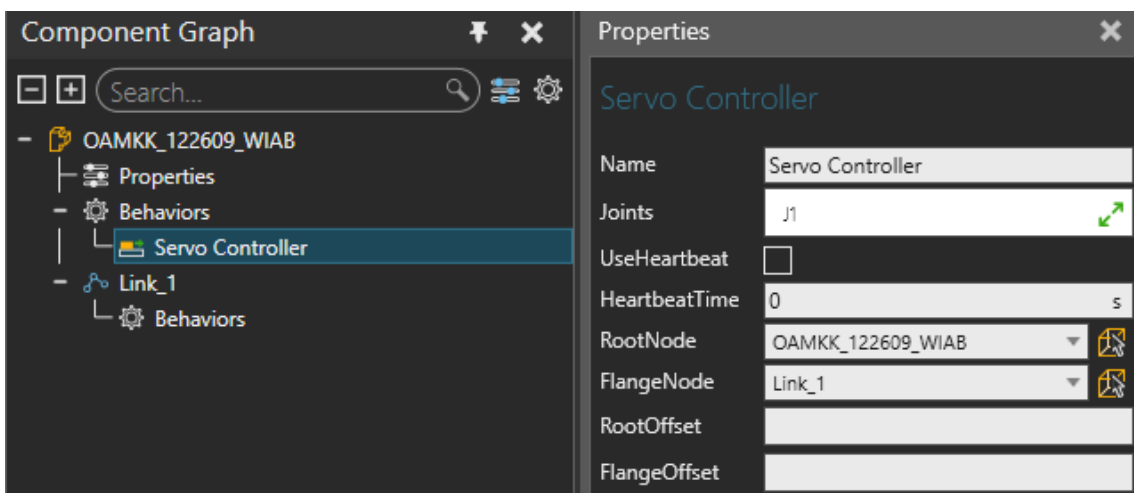 Component Graph
Search...
OAMKK_122609_WIAB
Properties
Behaviors
Servo Controller
Link_1
Behaviors
Properties
Servo Controller
Name Servo Controller
Joints J1
UseHeartbeat
HeartbeatTime 0 s
RootNode OAMKK_122609_WIAB
FlangeNode Link_1
RootOffset
FlangeOffset